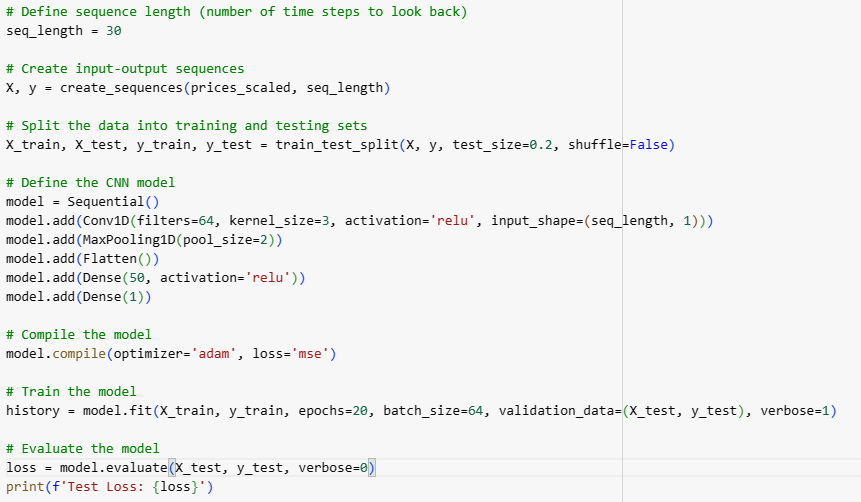 # Define sequence length (number of time steps to look back)
seq_length = 30
# Create input-output sequences
X, y = create_sequences(prices_scaled, seq_length)
# Split the data into training and testing sets
X_train, X_test, y_train, y_test = train_test_split(X, y, test_size=0.2, shuffle=False)
# Define the CNN model
model = Sequential()
model.add(Conv1D(filters=64, kernel_size=3, activation='relu', input_shape=(seq_length, 1)))
model.add(MaxPooling1D(pool_size=2))
model.add(Flatten())
model.add(Dense(50, activation='relu'))
model.add(Dense(1))
# Compile the model
model.compile(optimizer='adam', loss='mse')
# Train the model
history = model.fit(X_train, y_train, epochs=20, batch_size=64, validation_data=(X_test, y_test), verbose=1)
# Evaluate the model
loss = model.evaluate(X_test, y_test, verbose=0)
print(f'Test Loss: {loss}')